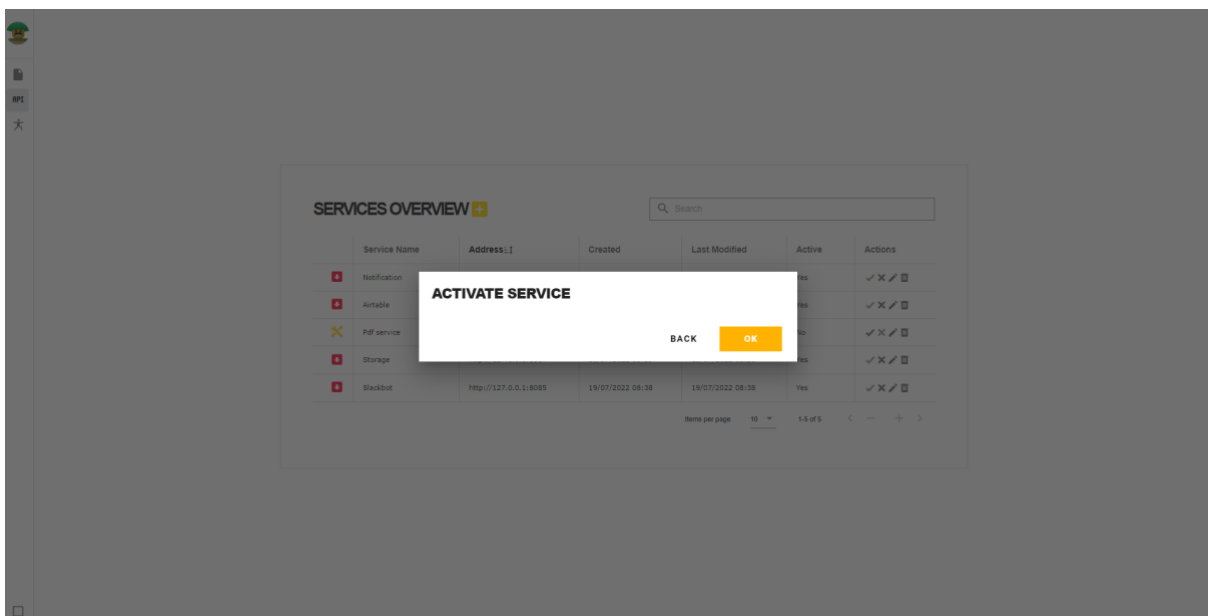 API
SERVICES OVERVIEW
Search
Service Name Address Created Last Modified Active Actions
Notification Yes
ACTIVATE SERVICE
Airtable Yes
Pdf service No
BACK OK
Storage Yes
Slackbot http://127.0.0.1:8085 19/07/2022 08:38 19/07/2022 08:38 Yes
Items per page: 10 1-5 of 5